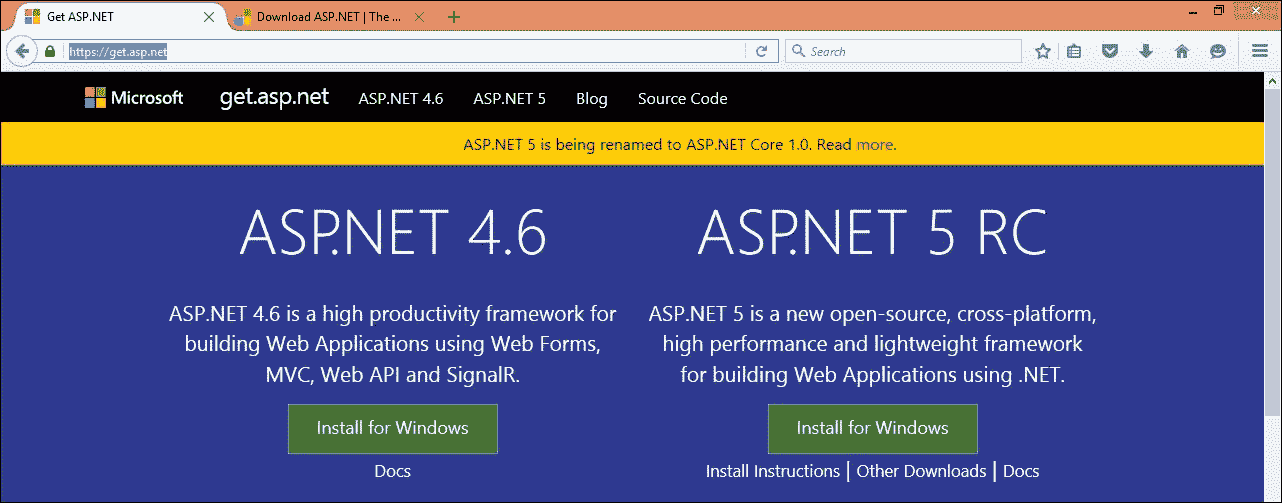 Get ASP.NET
Download ASP.NET | The ...
https://get.asp.net
Search
Microsoft get.asp.net ASP.NET 4.6 ASP.NET 5 Blog Source Code
ASP.NET 5 is being renamed to ASP.NET Core 1.0. Read more.
ASP.NET 4.6
ASP.NET 4.6 is a high productivity framework for
building Web Applications using Web Forms,
MVC, Web API and SignalR.
Install for Windows
Docs
ASP.NET 5 RC
ASP.NET 5 is a new open-source, cross-platform,
high performance and lightweight framework
for building Web Applications using .NET.
Install for Windows
Install Instructions | Other Downloads | Docs